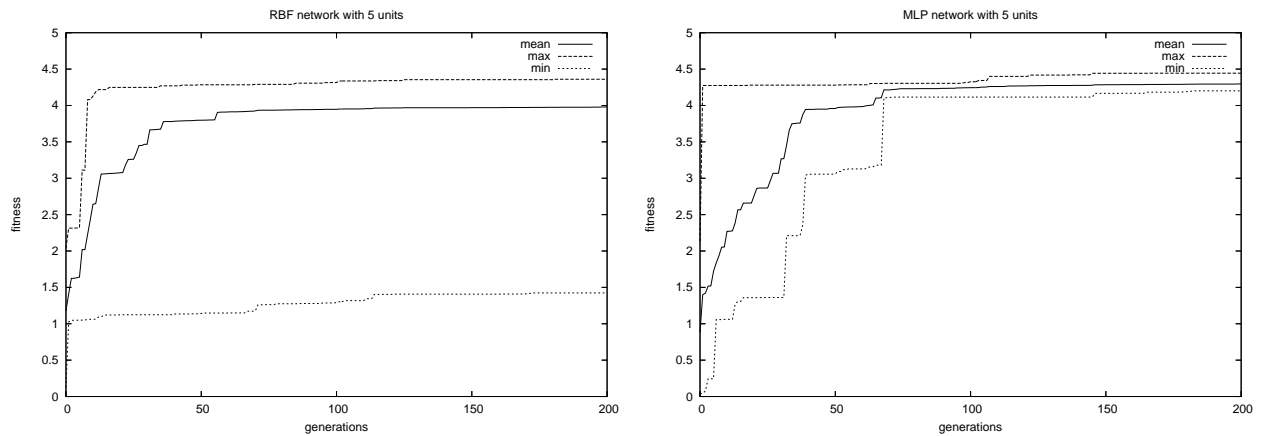 RBF network with 5 units
5
4.5
4
3.5
3
2.5
2
1.5
1
0.5
0
fitness
mean
max
min
0
50
100
150
200
generations
MLP network with 5 units
5
4.5
4
3.5
3
2.5
2
1.5
1
0.5
0
fitness
mean
max
min
0
50
100
150
200
generations